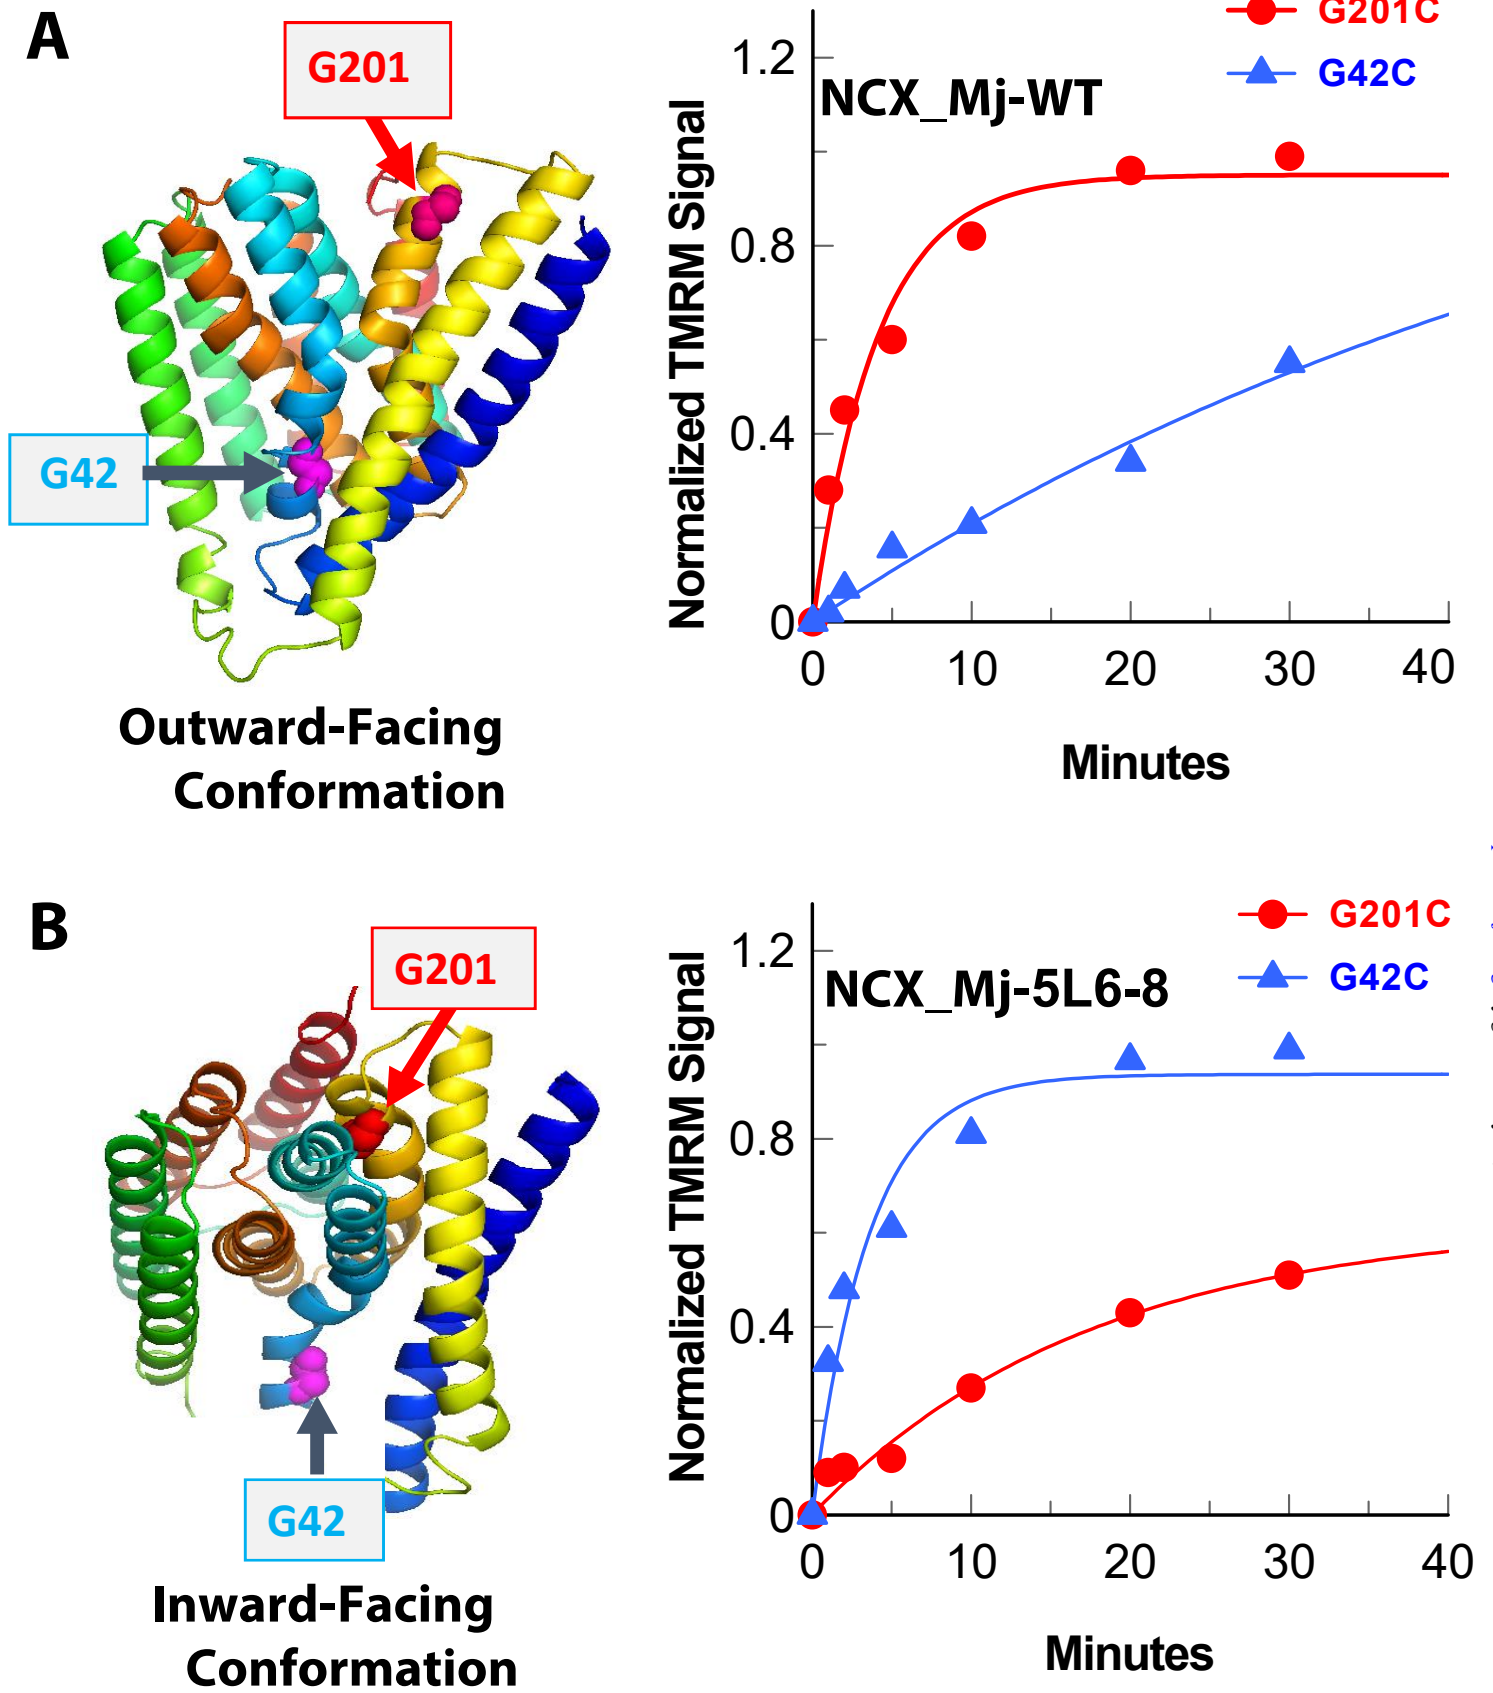 A
G201
G42
Outward-Facing
Conformation
G201C
G42C
NCX_Mj-WT
Normalized TMRM Signal
1.2
0.8
0.4
0
0 10 20 30 40
Minutes
B
G201
G42
Inward-Facing
Conformation
G201C
G42C
NCX_Mj-5L6-8
Normalized TMRM Signal
1.2
0.8
0.4
0
0 10 20 30 40
Minutes